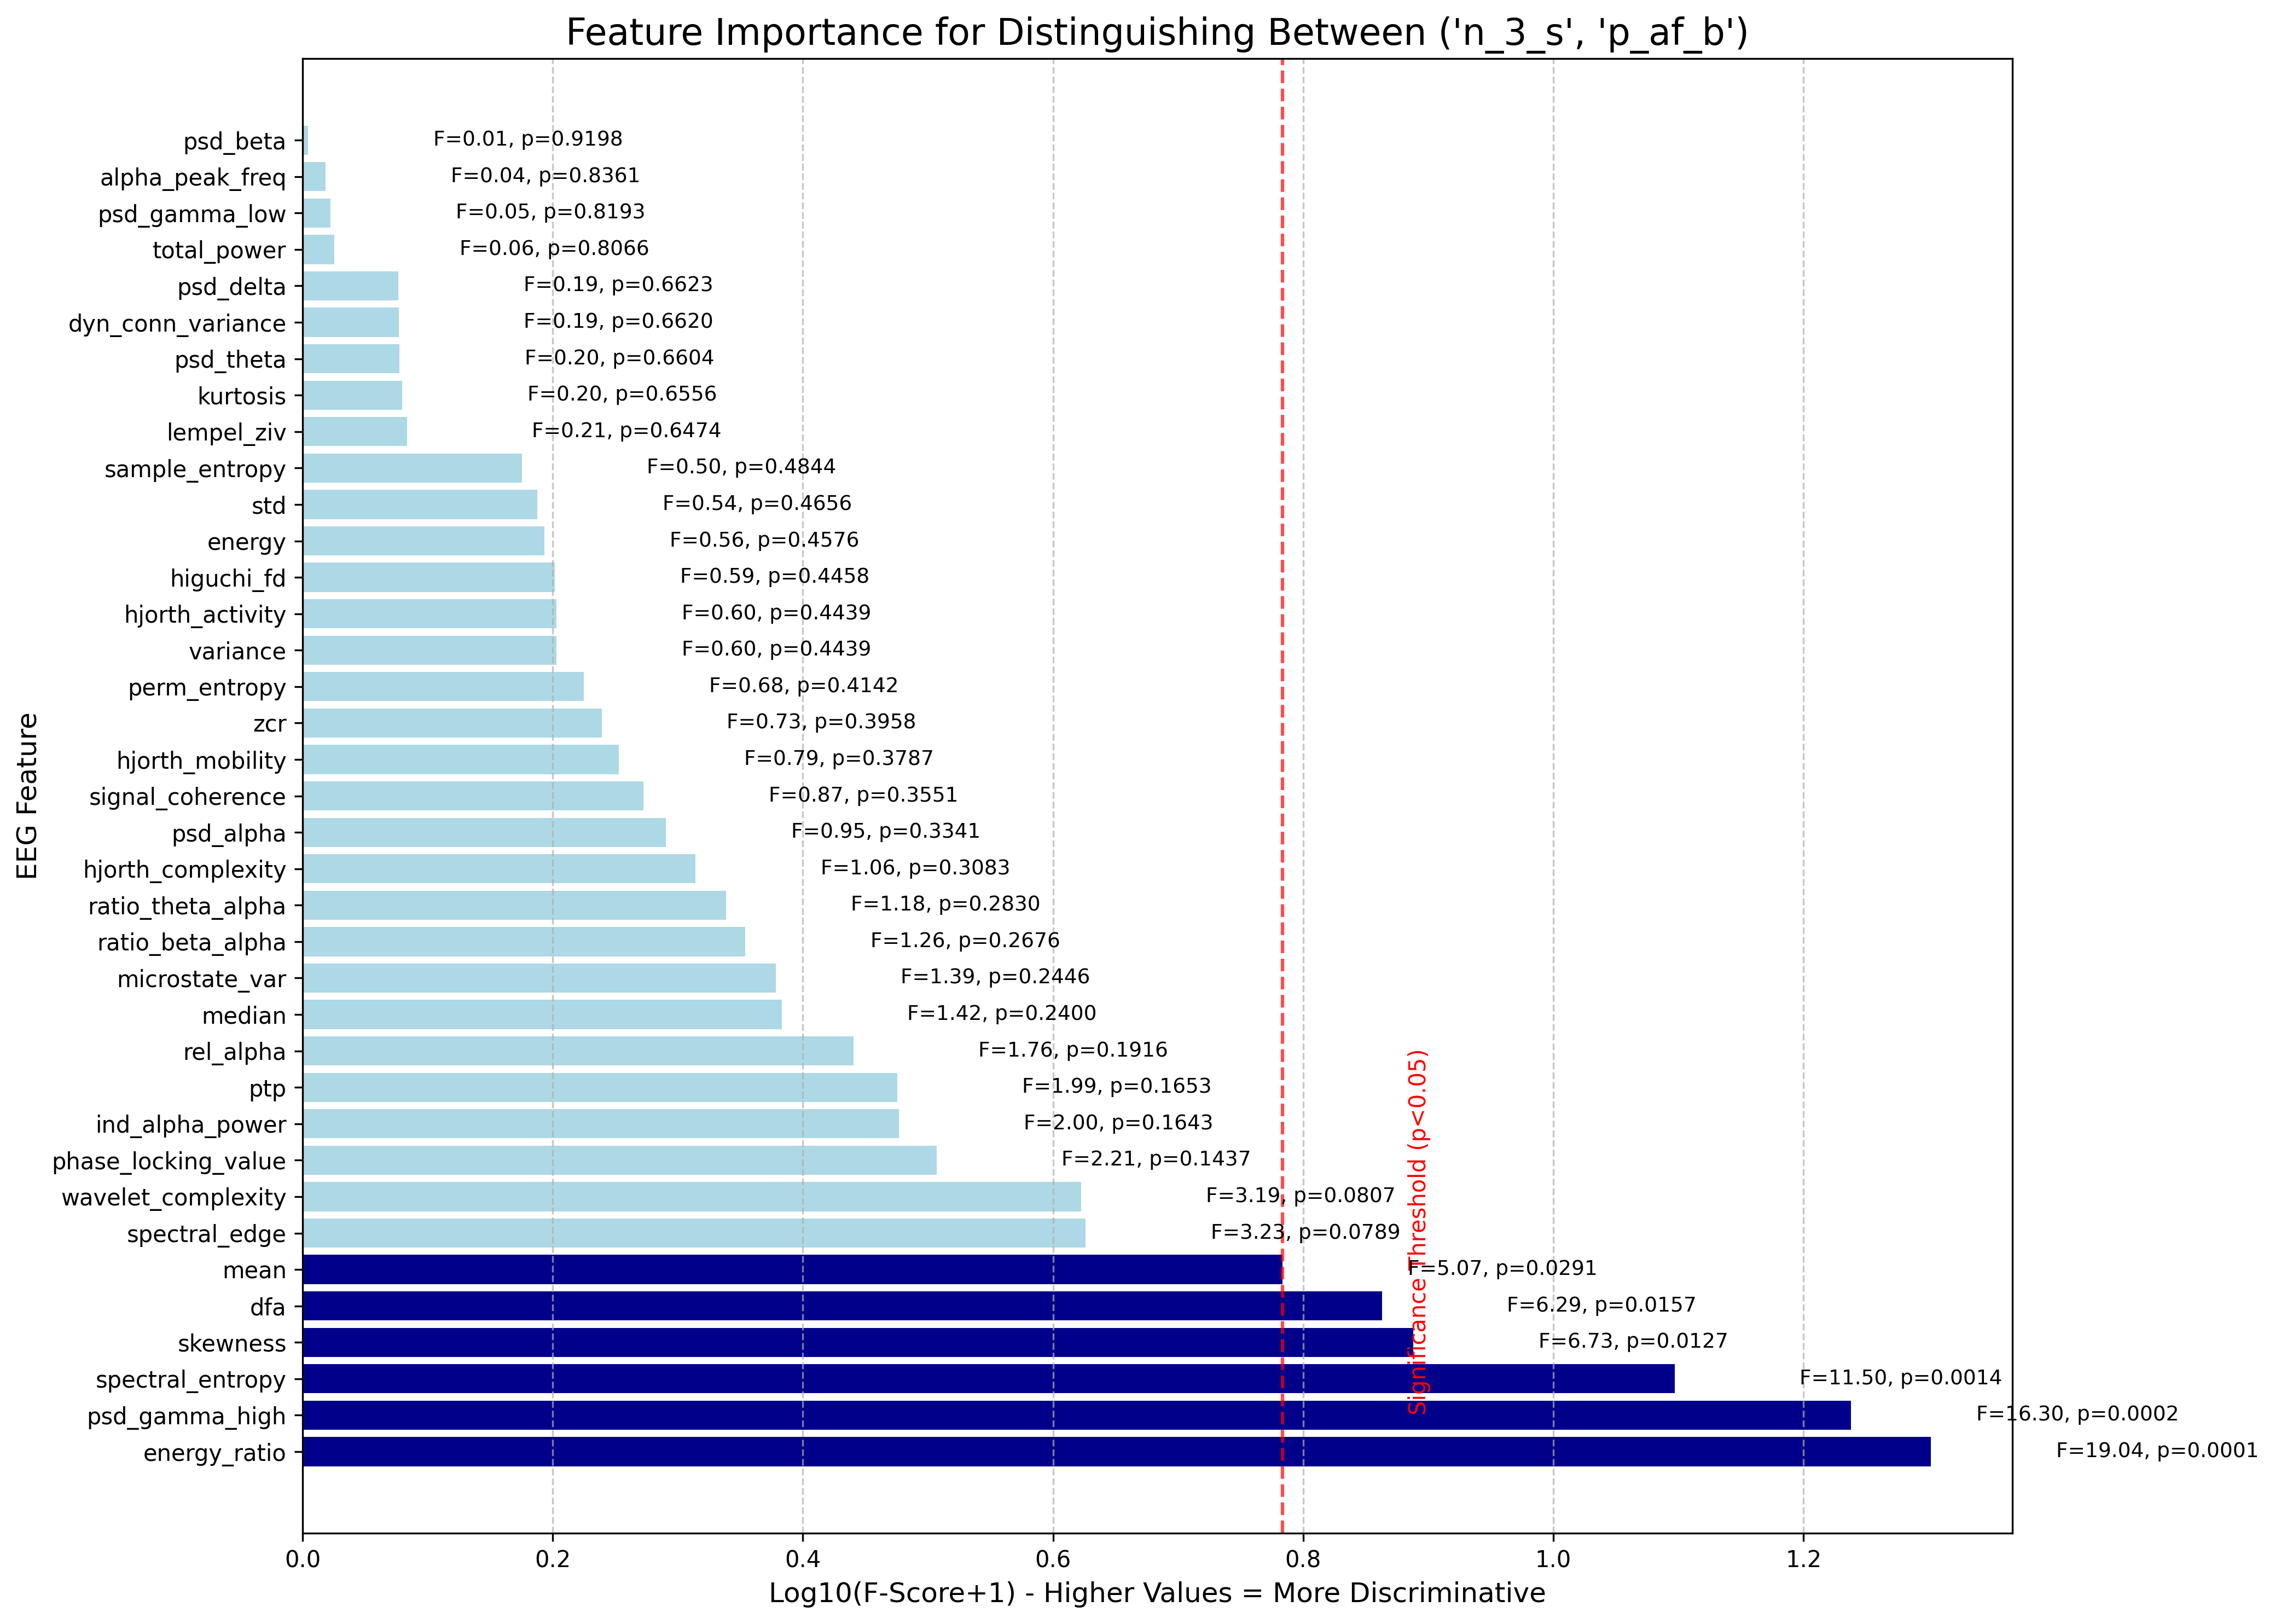 Feature Importance for Distinguishing Between ('n_3_s', 'p_af_b')
EEG Feature
psd_beta F=0.01, p=0.9198
alpha_peak_freq F=0.04, p=0.8361
psd_gamma_low F=0.05, p=0.8193
total_power F=0.06, p=0.8066
psd_delta F=0.19, p=0.6623
dyn_conn_variance F=0.19, p=0.6620
psd_theta F=0.20, p=0.6604
kurtosis F=0.20, p=0.6556
lempel_ziv F=0.21, p=0.6474
sample_entropy F=0.50, p=0.4844
std F=0.54, p=0.4656
energy F=0.56, p=0.4576
higuchi_fd F=0.59, p=0.4458
hjorth_activity F=0.60, p=0.4439
variance F=0.60, p=0.4439
perm_entropy F=0.68, p=0.4142
zcr F=0.73, p=0.3958
hjorth_mobility F=0.79, p=0.3787
signal_coherence F=0.87, p=0.3551
psd_alpha F=0.95, p=0.3341
hjorth_complexity F=1.06, p=0.3083
ratio_theta_alpha F=1.18, p=0.2830
ratio_beta_alpha F=1.26, p=0.2676
microstate_var F=1.39, p=0.2446
median F=1.42, p=0.2400
rel_alpha F=1.76, p=0.1916
ptp F=1.99, p=0.1653
ind_alpha_power F=2.00, p=0.1643
phase_locking_value F=2.21, p=0.1437
wavelet_complexity F=3.19, p=0.0807
spectral_edge F=3.23, p=0.0789
mean F=5.07, p=0.0291
dfa F=6.29, p=0.0157
skewness F=6.73, p=0.0127
spectral_entropy F=11.50, p=0.0014
psd_gamma_high F=16.30, p=0.0002
energy_ratio F=19.04, p=0.0001
Significance Threshold (p<0.05)
0.0 0.2 0.4 0.6 0.8 1.0 1.2
Log10(F-Score+1) - Higher Values = More Discriminative